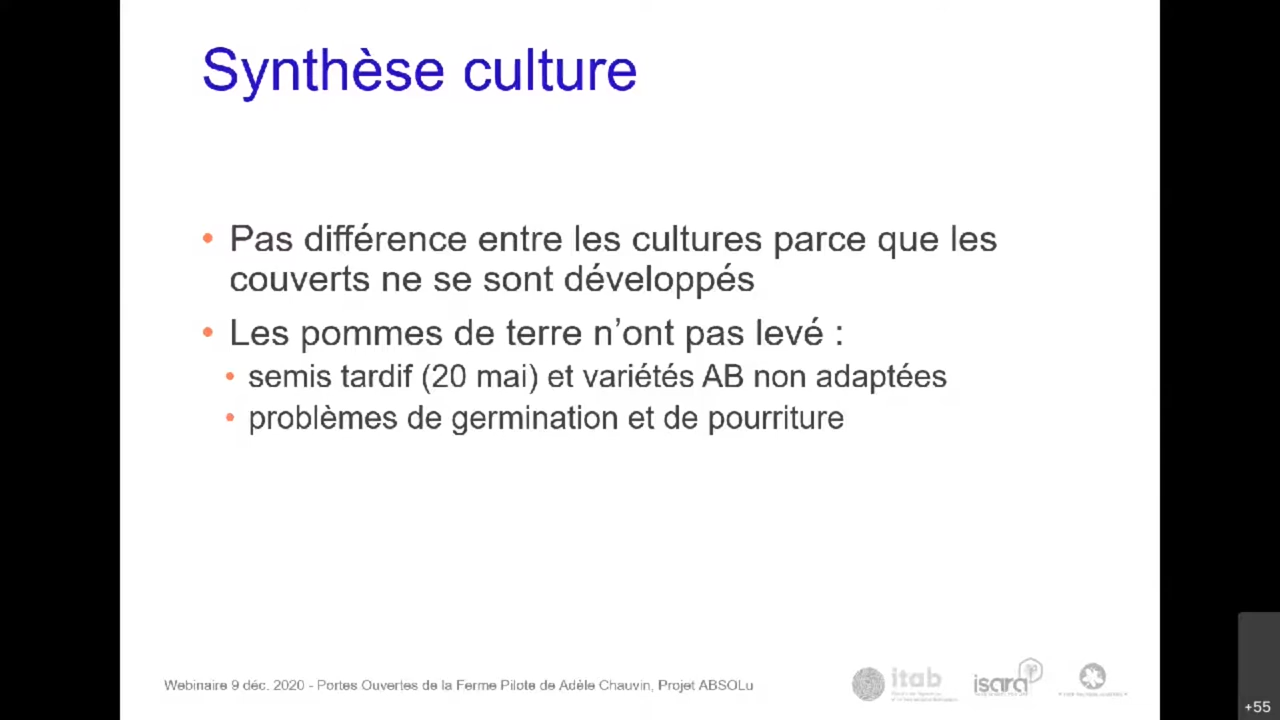 Synthèse culture
• Pas différence entre les cultures parce que les
couverts ne se sont développés
• Les pommes de terre n’ont pas levé :
• semis tardif (20 mai) et variétés AB non adaptées
• problèmes de germination et de pourriture
Webinaire 9 déc. 2020 - Portes Ouvertes de la Ferme Pilote de Adèle Chauvin, Projet ABSOLu
itab
isara
+55